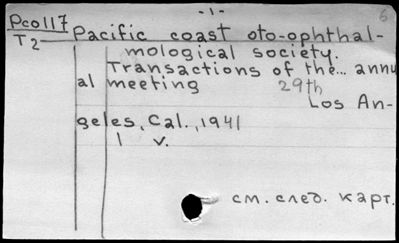 -1-
6
Pco117
T2 Pacific coast oto-ophthal-
mological society.
Transactions of the... annu
al meeting 29th
Los An-
geles, Cal., 1941
1 v.
см. след. карт.